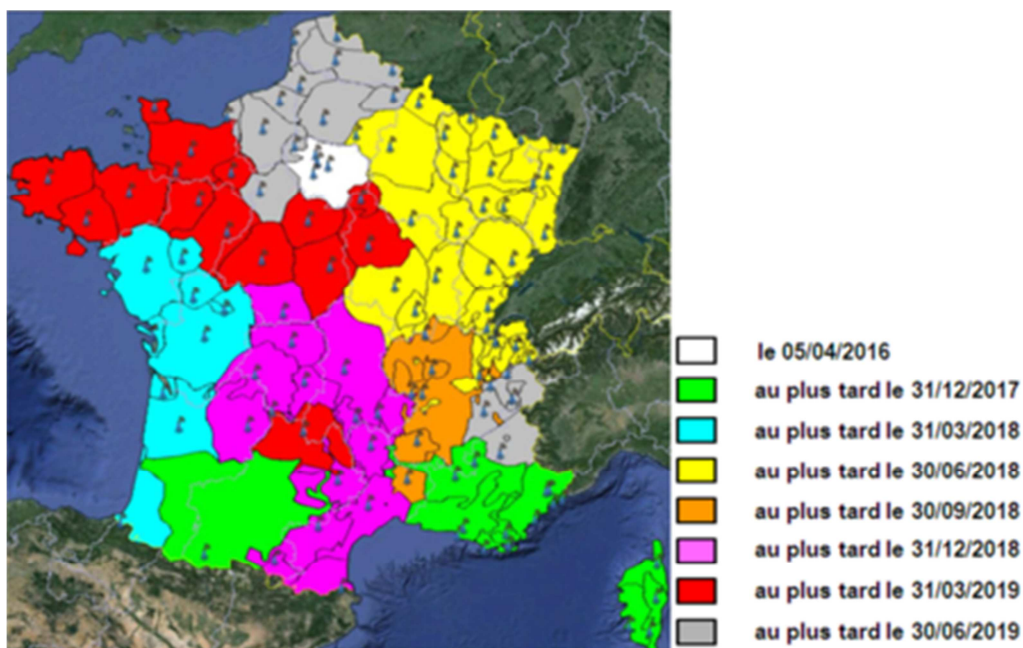 le 05/04/2016
au plus tard le 31/12/2017
au plus tard le 31/03/2018
au plus tard le 30/06/2018
au plus tard le 30/09/2018
au plus tard le 31/12/2018
au plus tard le 31/03/2019
au plus tard le 30/06/2019